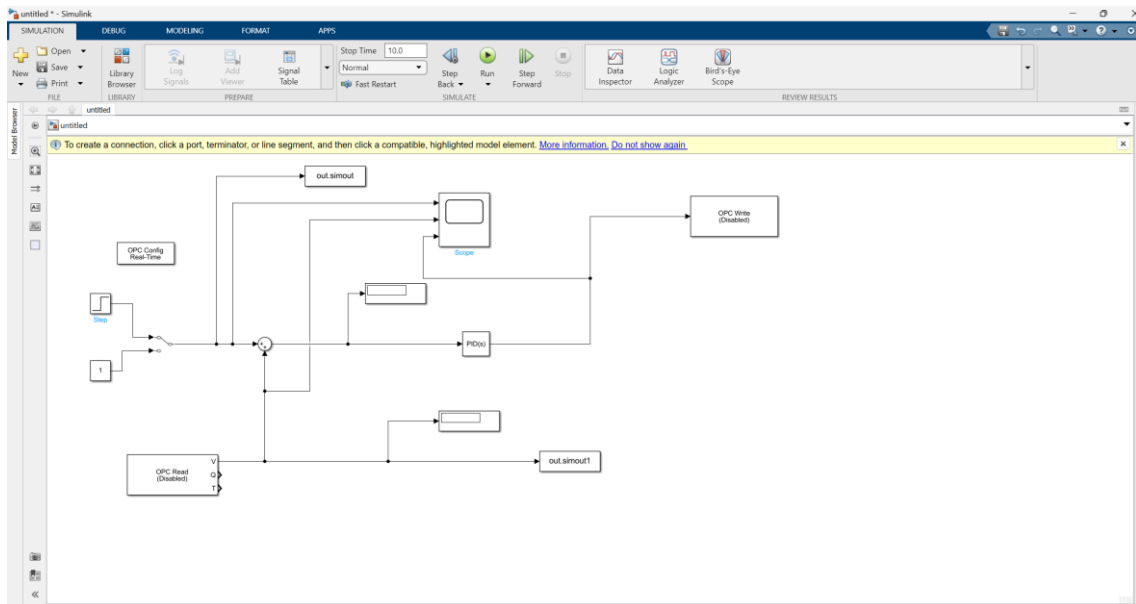 untitled * - Simulink
SIMULATION DEBUG MODELING FORMAT APPS
New
Open
Save
Print
FILE
Library
Browser
LIBRARY
Log
Signals
Add
Viewer
Signal
Table
PREPARE
Stop Time 10.0
Normal
Fast Restart
Step
Back
Run
Step
Forward
Stop
SIMULATE
Data
Inspector
Logic
Analyzer
Bird's-Eye
Scope
REVIEW RESULTS
untitled
Model Browser
untitled
To create a connection, click a port, terminator, or line segment, and then click a compatible, highlighted model element. More information. Do not show again
out.simout
Scope
OPC Write
(Disabled)
OPC Config
Real-Time
Step
1
PID(s)
OPC Read
(Disabled)
V
Q
T
out.simout1